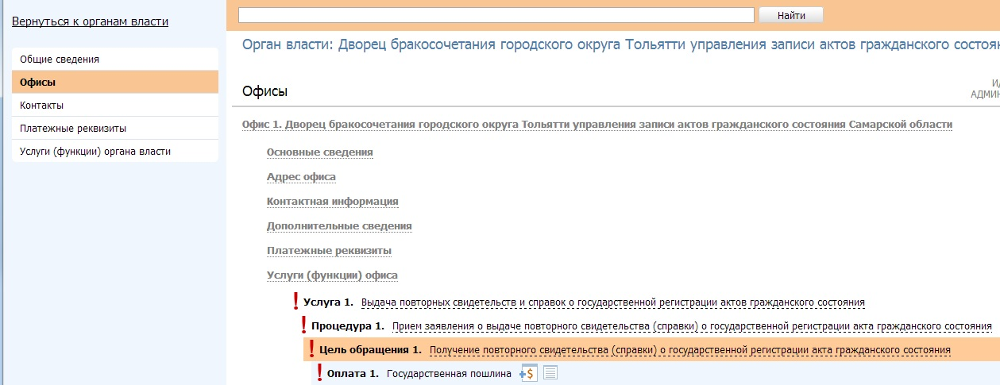 Вернуться к органам власти
Общие сведения
Офисы
Контакты
Платежные реквизиты
Услуги (функции) органа власти
Найти
Орган власти: Дворец бракосочетания городского округа Тольятти управления записи актов гражданского
Офисы
Офис 1. Дворец бракосочетания городского округа Тольятти управления записи актов гражданского состояния Самарской области
Основные сведения
Адрес офиса
Контактная информация
Дополнительные сведения
Платежные реквизиты
Услуги (функции) офиса
Услуга 1. Выдача повторных свидетельств и справок о государственной регистрации актов гражданского состояния
Процедура 1. Прием заявления о выдаче повторного свидетельства (справки) о государственной регистрации акта гражданского состояния
Цель обращения 1. Получение повторного свидетельства (справки) о государственной регистрации акта гражданского состояния
Оплата 1. Государственная пошлина